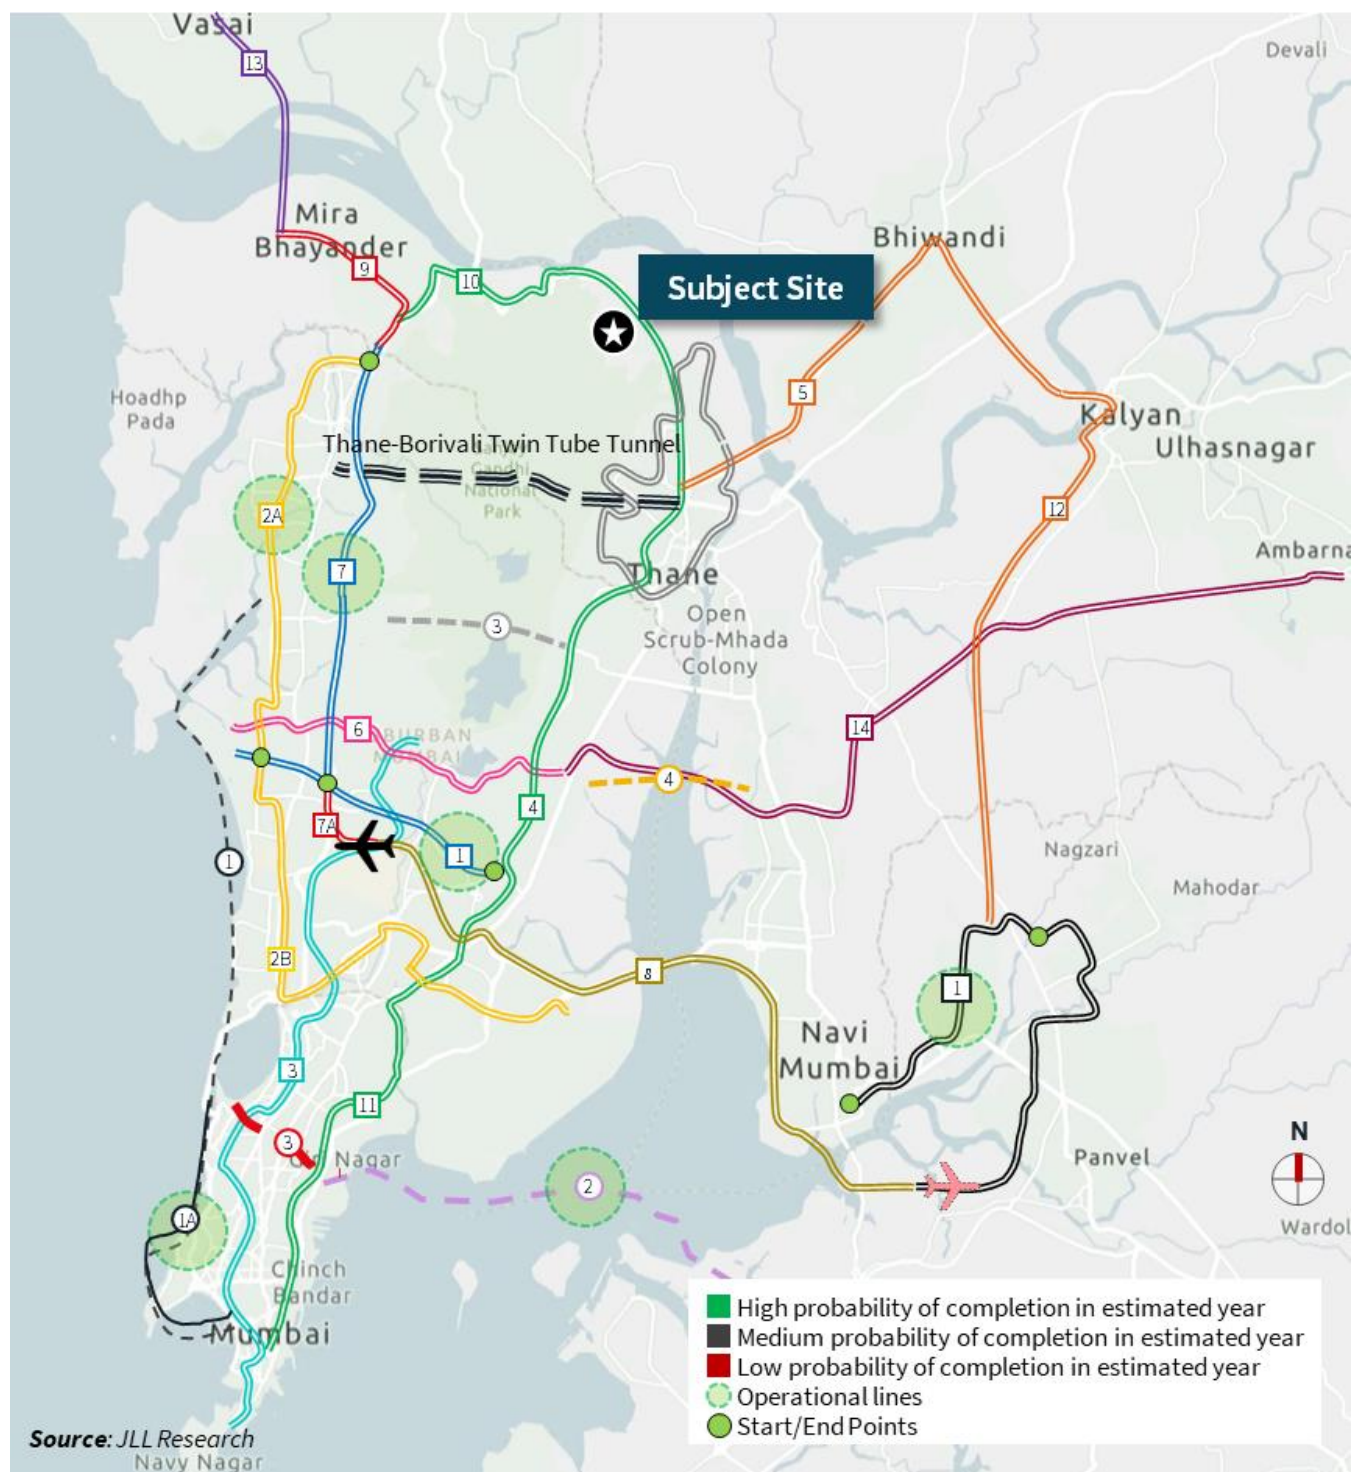 Vasai
13
Devali
Mira
Bhayander
9
10
Bhiwandi
Subject Site
5
Hoadhp
Pada
Kalyan
Ulhasnagar
Thane-Borivali Twin Tube Tunnel
Gandhi
National
Park
2A
12
7
Ambarna
Thane
Open
Scrub-Mhada
Colony
3
6
BURBAN
MUMBAI
14
4
4
7A
1
1
Nagzari
Mahodar
2B
8
1
Navi
Mumbai
3
11
3
Nagar
N
Panvel
2
1A
Wardol
Chinch
Bandar
Mumbai
High probability of completion in estimated year
Medium probability of completion in estimated year
Low probability of completion in estimated year
Operational lines
Start/End Points
Source: JLL Research
Navy Nagar